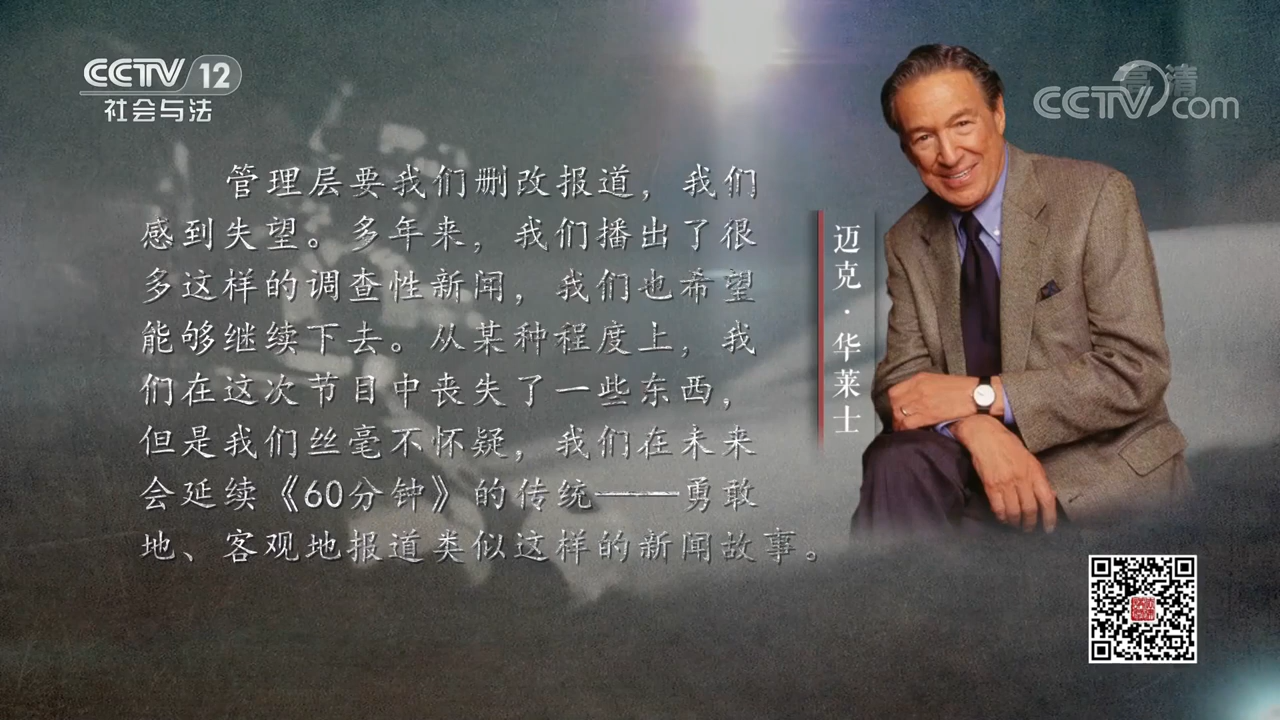 CCTV 12
社会与法
高清
CCTV.com
管理层要我们删改报道，我们
感到失望。多年来，我们播出了很
多这样的调查性新闻，我们也希望
能够继续下去。从某种程度上，我
们在这次节目中丧失了一些东西，
但是我们丝毫不怀疑，我们在未来
会延续《60分钟》的传统——勇敢
地、客观地报道类似这样的新闻故事。
迈克·华莱士